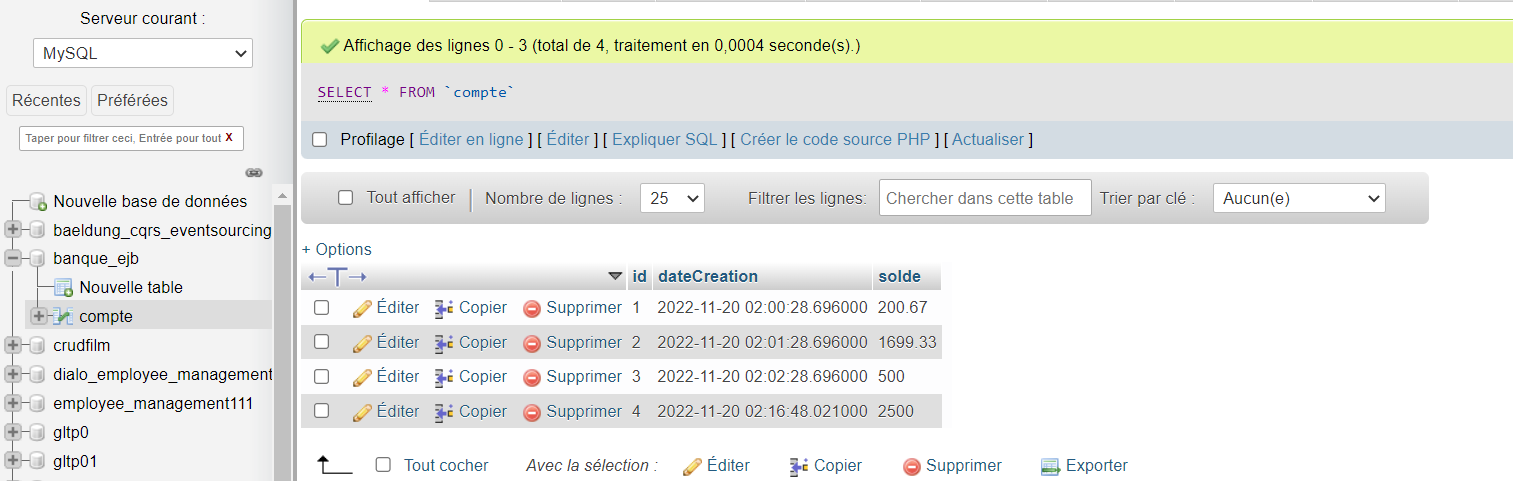 Serveur courant :
MySQL
Récentes Préférées
Taper pour filtrer ceci, Entrée pour tout X
Nouvelle base de données
baeldung_cqrs_eventsourcing
banque_ejb
Nouvelle table
compte
crudfilm
dialo_employee_management
employee_management111
gltp0
gltp01
Affichage des lignes 0 - 3 (total de 4, traitement en 0,0004 seconde(s).)
SELECT * FROM `compte`
Profilage [ Éditer en ligne ] [ Éditer ] [ Expliquer SQL ] [ Créer le code source PHP ] [ Actualiser ]
Tout afficher Nombre de lignes : 25 Filtrer les lignes: Chercher dans cette table Trier par clé : Aucun(e)
+ Options
←T→ id dateCreation solde
Éditer Copier Supprimer 1 2022-11-20 02:00:28.696000 200.67
Éditer Copier Supprimer 2 2022-11-20 02:01:28.696000 1699.33
Éditer Copier Supprimer 3 2022-11-20 02:02:28.696000 500
Éditer Copier Supprimer 4 2022-11-20 02:16:48.021000 2500
Tout cocher Avec la sélection : Éditer Copier Supprimer Exporter